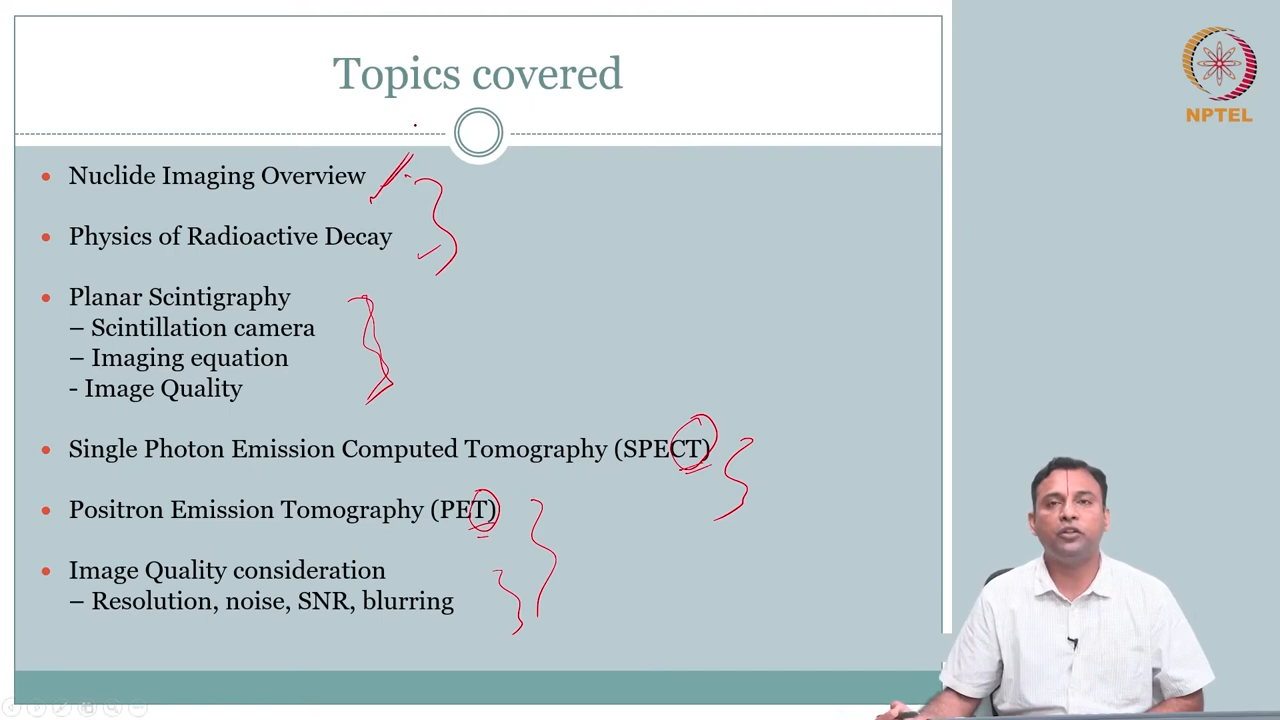 Topics covered
NPTEL
Nuclide Imaging Overview
Physics of Radioactive Decay
Planar Scintigraphy
– Scintillation camera
– Imaging equation
- Image Quality
Single Photon Emission Computed Tomography (SPECT)
Positron Emission Tomography (PET)
Image Quality consideration
– Resolution, noise, SNR, blurring